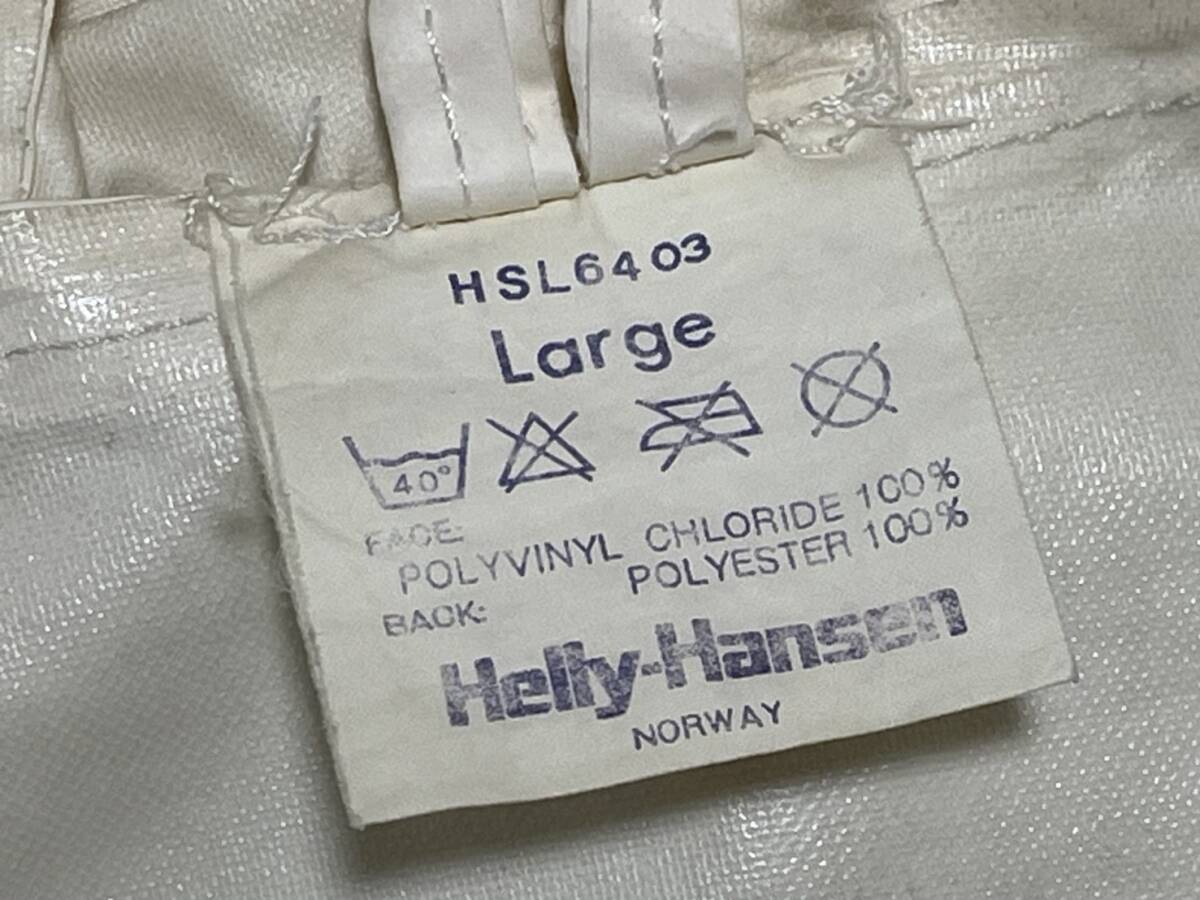 HSL6403
Large
40°
FACE:
POLYVINYL CHLORIDE 100%
POLYESTER 100%
BACK:
Helly-Hansen
NORWAY